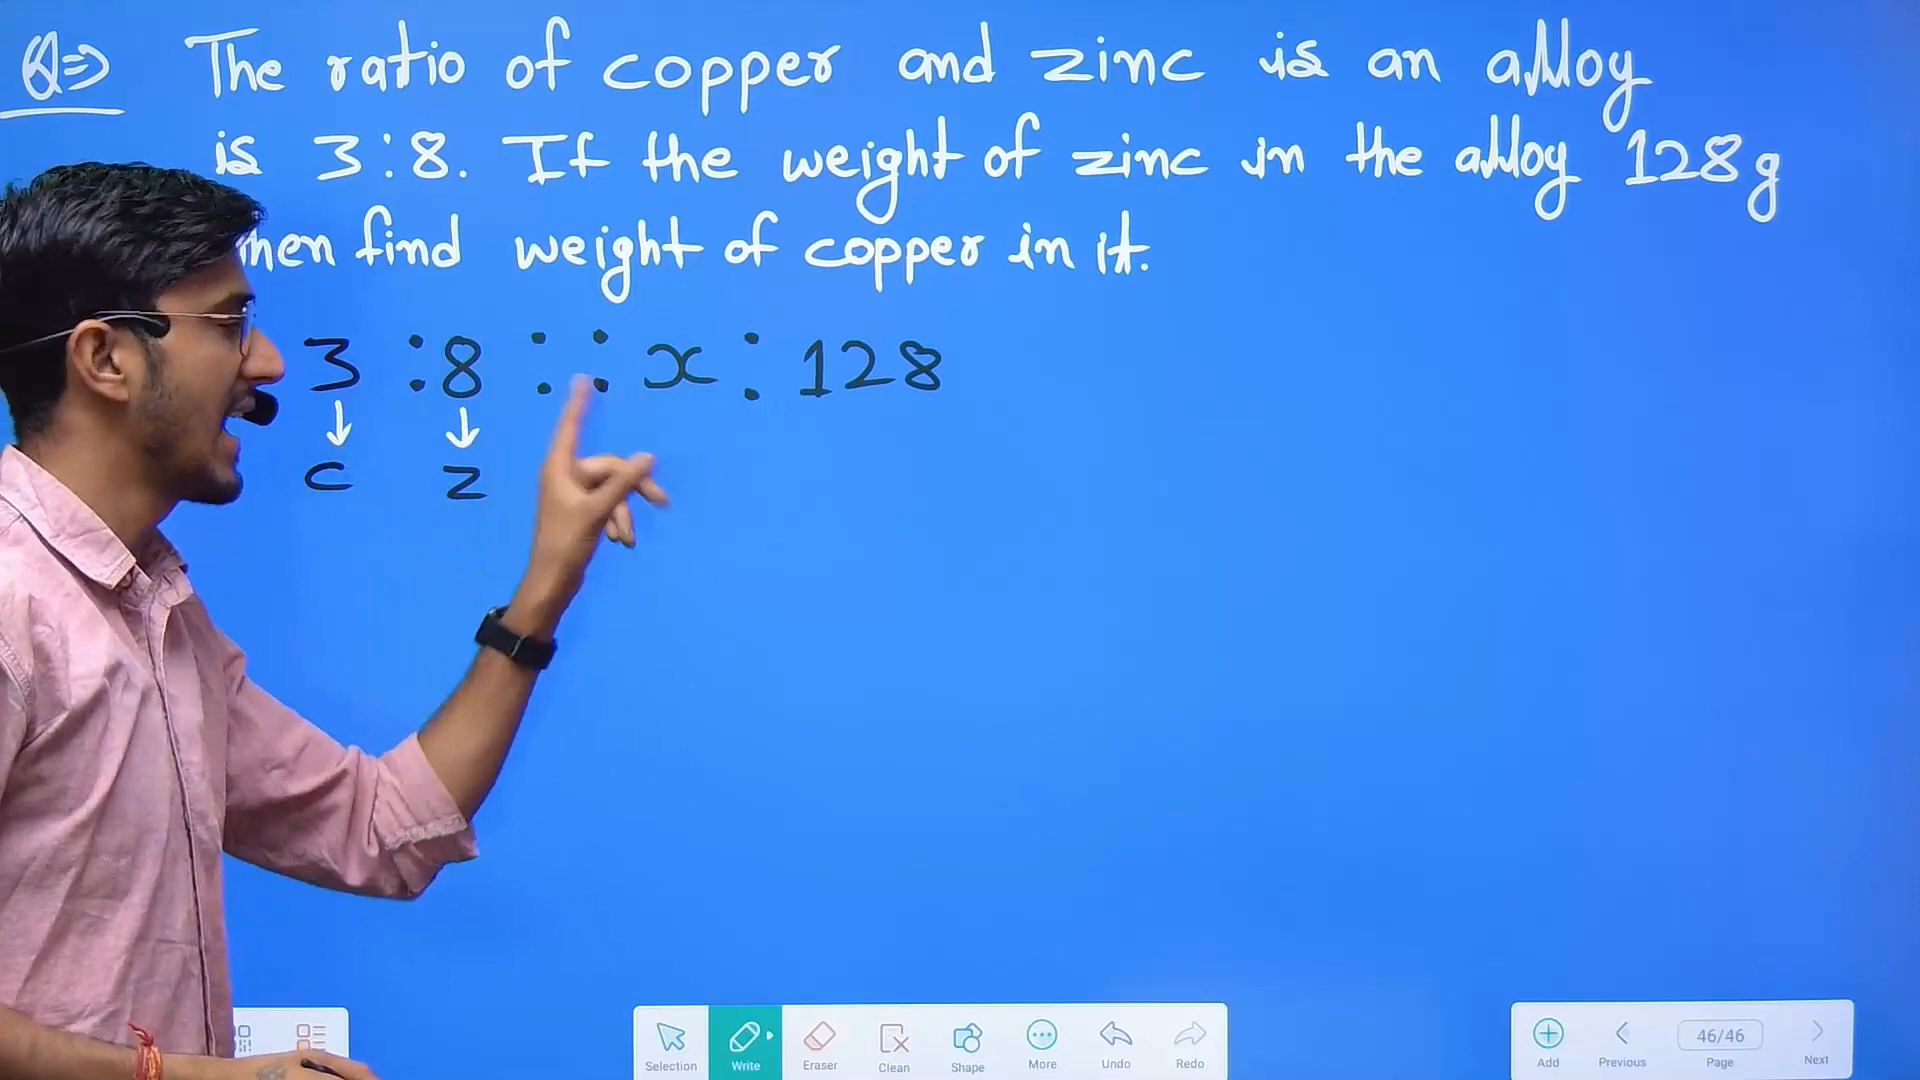 Q⇒ The ratio of copper and zinc is an alloy
is 3:8. If the weight of zinc in the alloy 128g
hen find weight of copper in it.
3 : 8 :: x : 128
↓ ↓
C Z
Selection Write Eraser Clean Shape More Undo Redo
Add Previous 46/46 Page Next